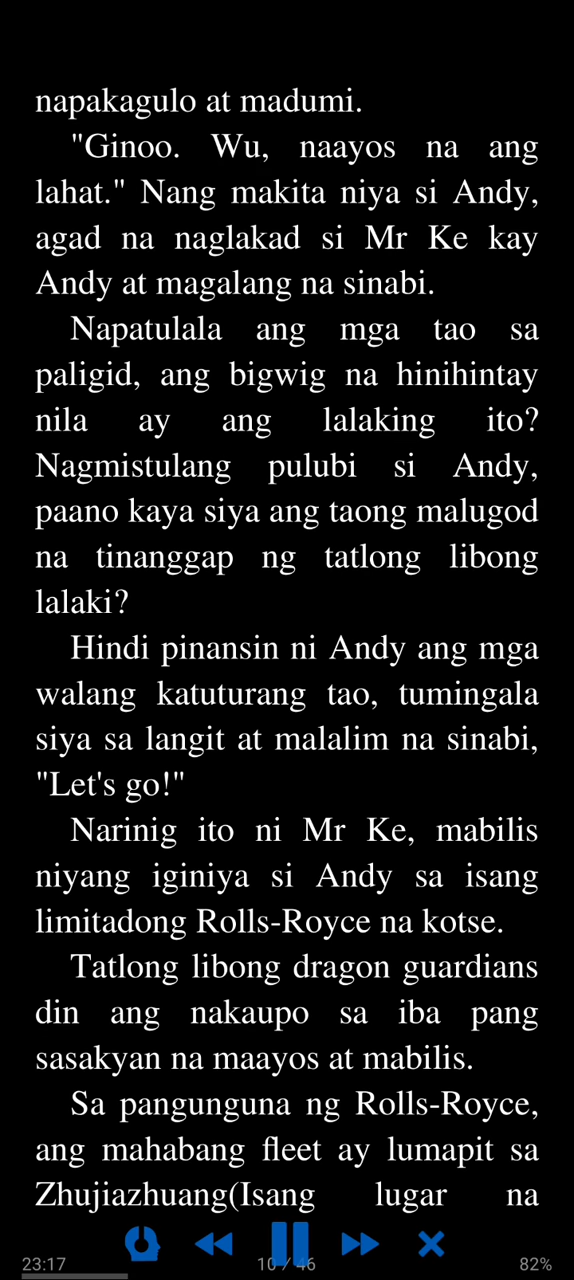 napakagulo at madumi.
"Ginoo. Wu, naayos na ang
lahat." Nang makita niya si Andy,
agad na naglakad si Mr Ke kay
Andy at magalang na sinabi.
Napatulala ang mga tao sa
paligid, ang bigwig na hinihintay
nila ay ang lalaking ito?
Nagmistulang pulubi si Andy,
paano kaya siya ang taong malugod
na tinanggap ng tatlong libong
lalaki?
Hindi pinansin ni Andy ang mga
walang katuturang tao, tumingala
siya sa langit at malalim na sinabi,
"Let's go!"
Narinig ito ni Mr Ke, mabilis
niyang iginiya si Andy sa isang
limitadong Rolls-Royce na kotse.
Tatlong libong dragon guardians
din ang nakaupo sa iba pang
sasakyan na maayos at mabilis.
Sa pangunguna ng Rolls-Royce,
ang mahabang fleet ay lumapit sa
Zhujiazhuang(Isang lugar na
23:17 10 / 46 82%